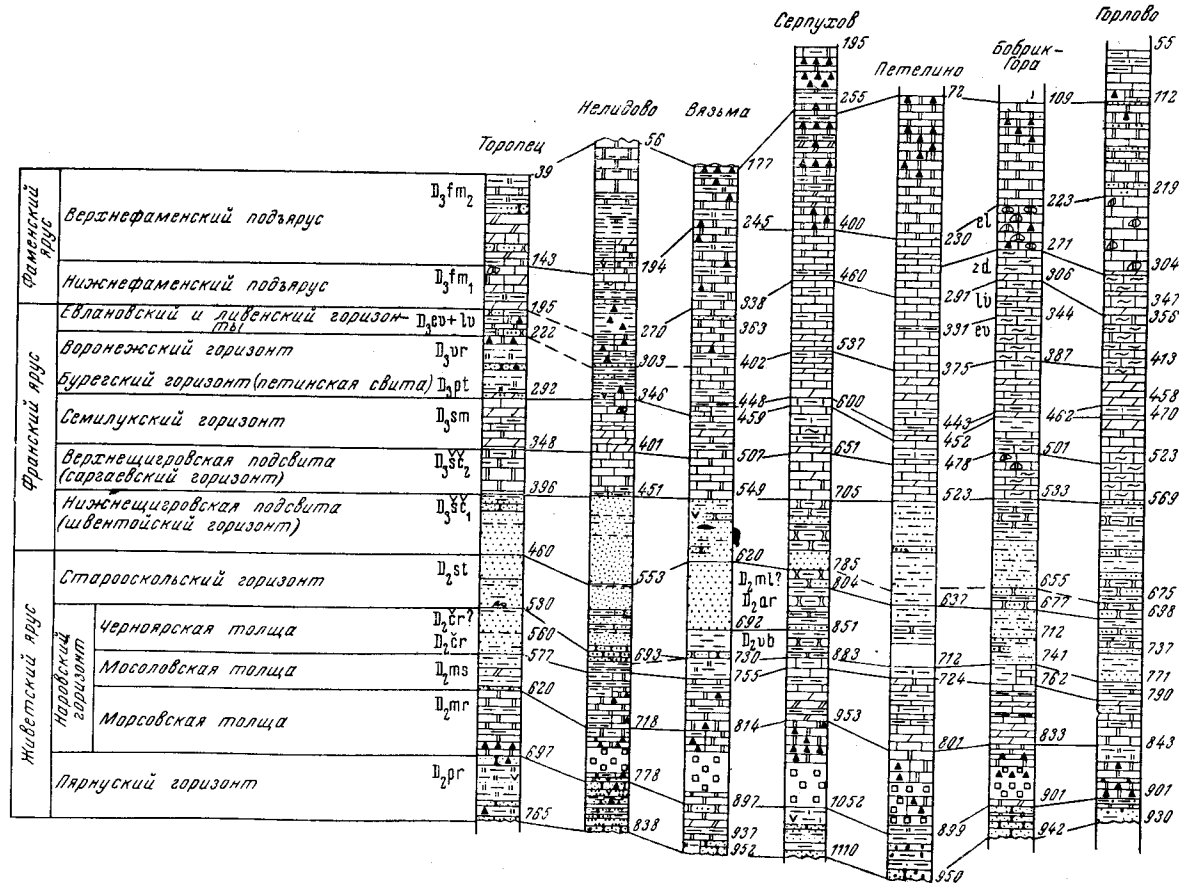 Серпухов
Горлово
Бобрик-
Гора
Петелино
Нелидово
Вязьма
Торопец
195
55
255
72
109
112
56
39
177
Фаменский ярус
Верхнефаменский подъярус
D₃fm₂
Нижнефаменский подъярус
D₃fm₁
143
194
245
400
230
el
223
219
271
304
zd
460
297
306
347
338
lv
356
344
331
ev
Франский ярус
Евлановский и ливенский горизон-
ты
D₃ev+lv
195
222
270
363
303
402
537
375
387
413
Воронежский горизонт
D₃vr
Бурегский горизонт (петинская свита)
D₃pt
292
346
448
459
600
443
452
462
458
470
Семилукский горизонт
D₃sm
348
401
507
651
478
501
523
Верхнещигровская подсвита
(саргаевский горизонт)
D₃šč₂
396
451
549
705
523
533
569
Нижнещигровская подсвита
(швентойский горизонт)
D₃šč₁
460
553
620
785
804
637
655
677
675
698
Живетский ярус
Старооскольский горизонт
D₂st
D₂ml?
D₂ar
530
692
851
712
737
Наровский горизонт
Черноярская толща
D₂čr?
D₂čr
D₂vb
560
577
693
730
755
883
712
724
741
762
771
790
Мосоловская толща
D₂ms
620
718
814
953
801
833
843
Морсовская толща
D₂mr
697
778
897
1052
899
901
901
Пярнуский горизонт
D₂pr
765
838
937
952
1110
950
942
930